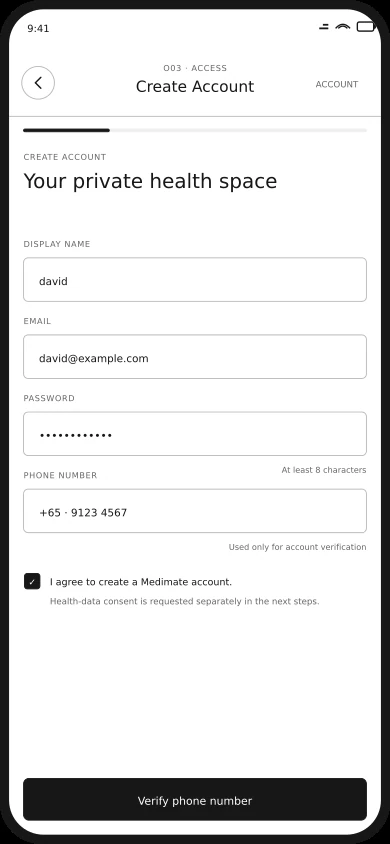 9:41
O03 · ACCESS
Create Account
ACCOUNT
CREATE ACCOUNT
Your private health space
DISPLAY NAME
david
EMAIL
david@example.com
PASSWORD
••••••••••••
At least 8 characters
PHONE NUMBER
+65 · 9123 4567
Used only for account verification
✓ I agree to create a Medimate account.
Health-data consent is requested separately in the next steps.
Verify phone number